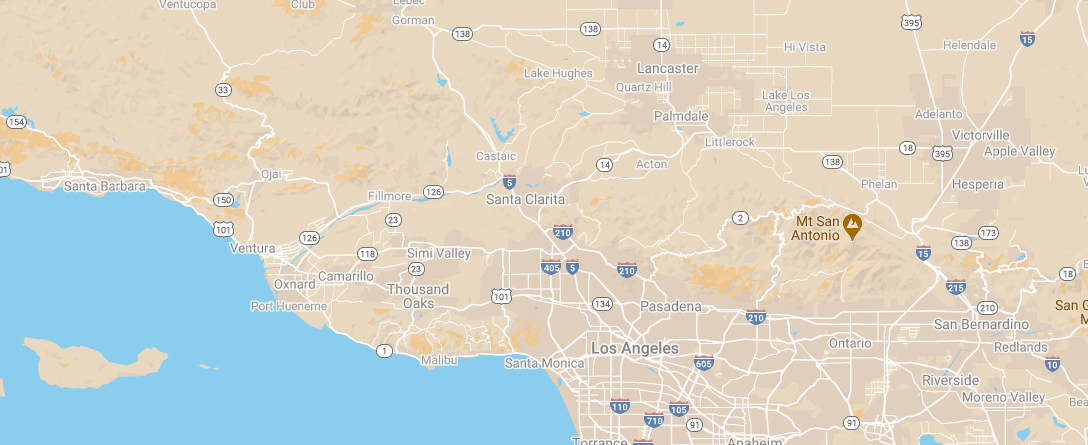 Ventucopa
Club
Lebec
Gorman
138
138
395
Helendale
15
14
Hi Vista
Lancaster
Lake Hughes
Quartz Hill
33
Lake Los
Angeles
Adelanto
Palmdale
154
Victorville
Littlerock
18
395
Apple Valley
Castaic
14
Acton
138
01
Ojai
5
Phelan
Hesperia
Santa Barbara
Fillmore
126
Santa Clarita
150
23
2
Mt San
Antonio
101
210
173
126
138
Ventura
118
Simi Valley
15
405
5
210
23
18
Camarillo
Oxnard
Thousand
Oaks
215
101
Port Hueneme
134
Pasadena
210
210
San G
M
San Bernardino
1
Los Angeles
Ontario
Redlands
Malibu
Santa Monica
605
10
Riverside
Moreno Valley
110
105
710
91
91
Bea
Torrance
Anaheim